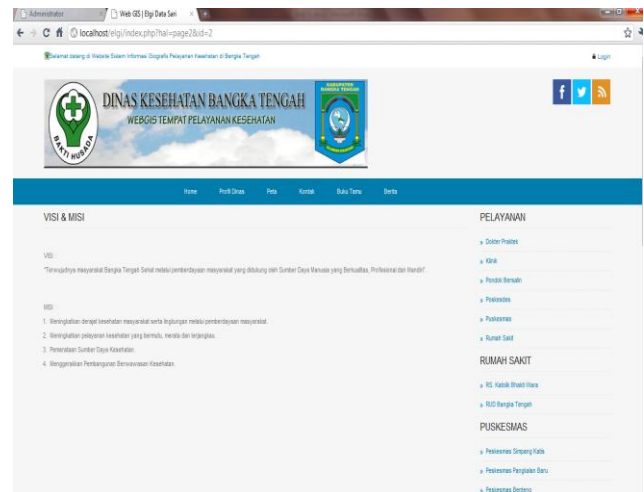 Administrator
Web GIS | Elgi Data Sari
localhost/elgi/index.php?hal=page2&id=2
Selamat datang di Website Sistem Informasi Geografis Pelayanan Kesehatan di Bangka Tengah
Login
KABUPATEN
BANGKA TENGAH
DINAS KESEHATAN BANGKA TENGAH
WEBGIS TEMPAT PELAYANAN KESEHATAN
BAKTI HUSADA
Home Profil Dinas Peta Kontak Buku Tamu Berita
VISI & MISI
VISI :
"Terwujudnya masyarakat Bangka Tengah Sehat melalui pemberdayaan masyarakat yang didukung oleh Sumber Daya Manusia yang Berkualitas, Profesional dan Mandiri".
MISI :
1. Meningkatkan derajat kesehatan masyarakat serta lingkungan melalui pemberdayaan masyarakat.
2. Meningkatkan pelayanan kesehatan yang bermutu, merata dan terjangkau.
3. Pemerataan Sumber Daya Kesehatan.
4. Menggerakkan Pembangunan Berwawasan Kesehatan.
PELAYANAN
» Dokter Praktek
» Klinik
» Pondok Bersalin
» Poskesdes
» Puskesmas
» Rumah Sakit
RUMAH SAKIT
» RS. Katolik Bhakti Wara
» RUD Bangka Tengah
PUSKESMAS
» Puskesmas Simpang Katis
» Puskesmas Pangkalan Baru
» Puskesmas Benteng